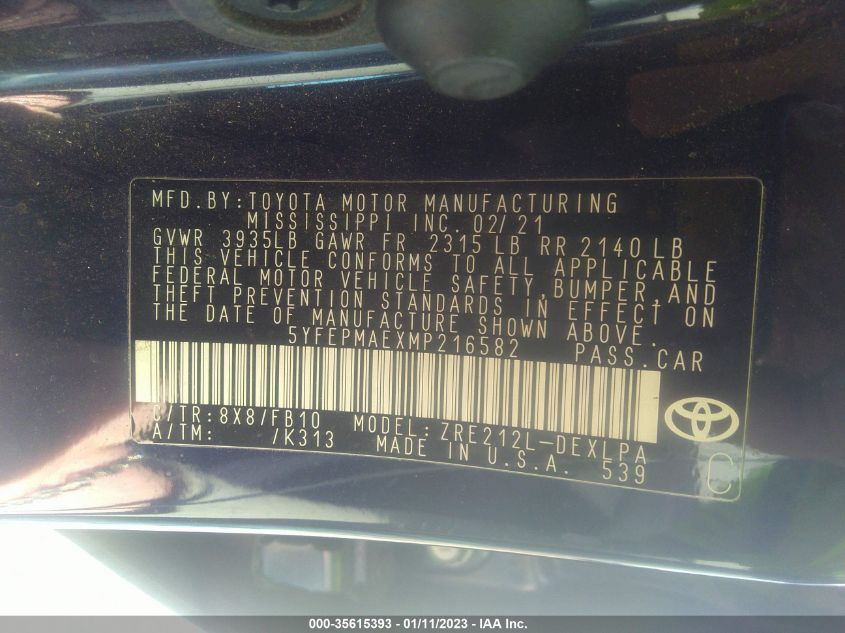 MFD. BY: TOYOTA MOTOR MANUFACTURING
MISSISSIPPI INC. 02/21
GVWR 3935LB GAWR FR 2315 LB RR 2140 LB
THIS VEHICLE CONFORMS TO ALL APPLICABLE
FEDERAL MOTOR VEHICLE SAFETY, BUMPER, AND
THEFT PREVENTION STANDARDS IN EFFECT ON
THE DATE OF MANUFACTURE SHOWN ABOVE.
5YFEPMAEXMP216582 PASS. CAR
C/TR: 8X8/FB10 MODEL: ZRE212L-DEXLPA
A/TM: /K313 MADE IN U.S.A. 539
C
000-35615393 - 01/11/2023 - IAA Inc.